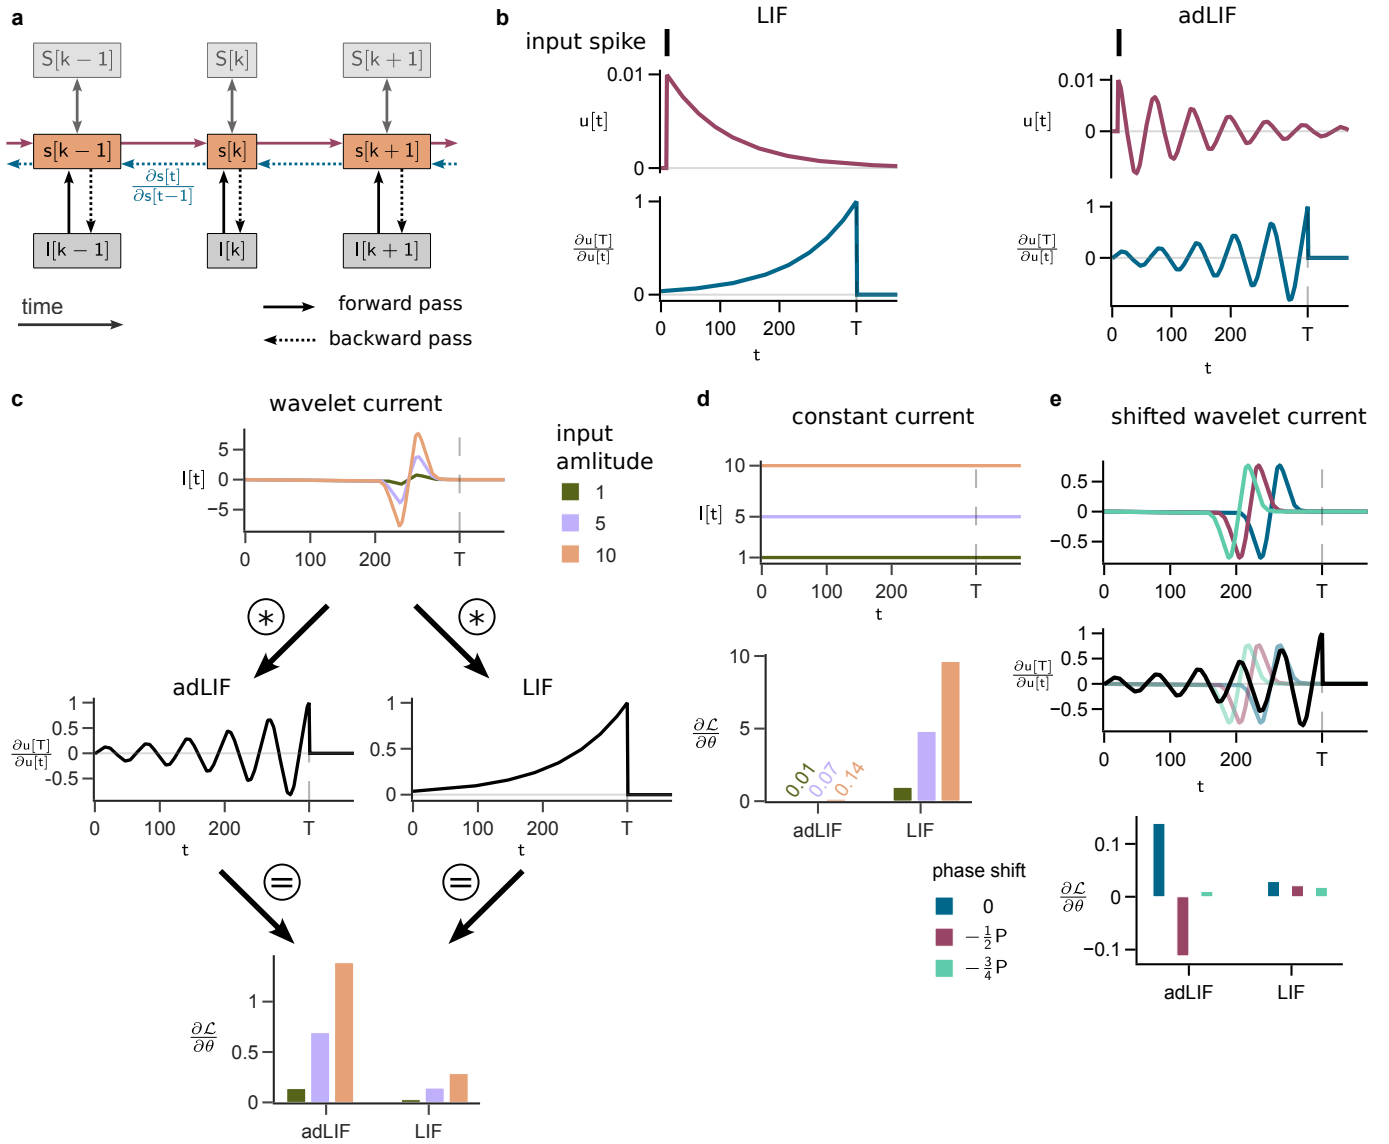 a
S[k − 1]
S[k]
S[k + 1]
s[k − 1]
s[k]
s[k + 1]
∂s[t]
∂s[t−1]
I[k − 1]
I[k]
I[k + 1]
time
forward pass
backward pass
b
LIF
adLIF
input spike
0.01
u[t]
0
0.01
u[t]
0
1
∂u[T]
∂u[t]
0
0 100 200 T
t
1
∂u[T]
∂u[t]
0
0 100 200 T
t
c
wavelet current
5
I[t] 0
−5
0 100 200 T
input
amlitude
1
5
10
adLIF
1
0.5
∂u[T]
∂u[t]
0
-0.5
0 100 200 T
t
LIF
1
0.5
0
0 100 200 T
t
∗
∗
=
=
1
∂ℒ
∂θ
0.5
0
adLIF LIF
d
constant current
10
I[t] 5
1
0 100 200 T
t
10
∂ℒ
∂θ
5
0
0.01
0.07
0.14
adLIF LIF
phase shift
0
−½P
−¾P
e
shifted wavelet current
0.5
0
−0.5
0 100 200 T
1
0.5
∂u[T]
∂u[t]
0
−0.5
0 100 200 T
t
0.1
∂ℒ
∂θ
0
−0.1
adLIF LIF